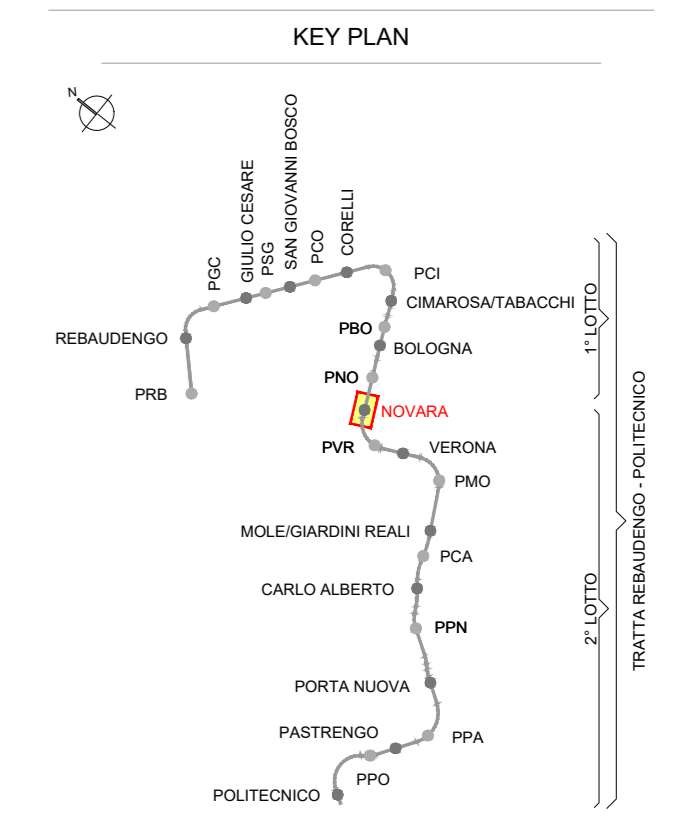 KEY PLAN
N
PGC
GIULIO CESARE
PSG
SAN GIOVANNI BOSCO
PCO
CORELLI
PCI
CIMAROSA/TABACCHI
REBAUDENGO
PBO
BOLOGNA
PNO
PRB
NOVARA
PVR
VERONA
PMO
MOLE/GIARDINI REALI
PCA
CARLO ALBERTO
PPN
PORTA NUOVA
PASTRENGO
PPA
PPO
POLITECNICO
1° LOTTO
2° LOTTO
TRATTA REBAUDENGO - POLITECNICO